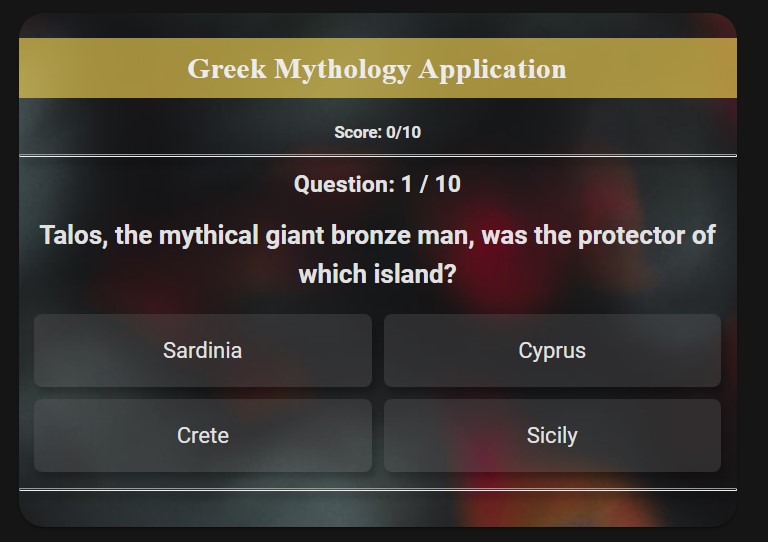 Greek Mythology Application
Score: 0/10
Question: 1 / 10
Talos, the mythical giant bronze man, was the protector of
which island?
Sardinia
Cyprus
Crete
Sicily